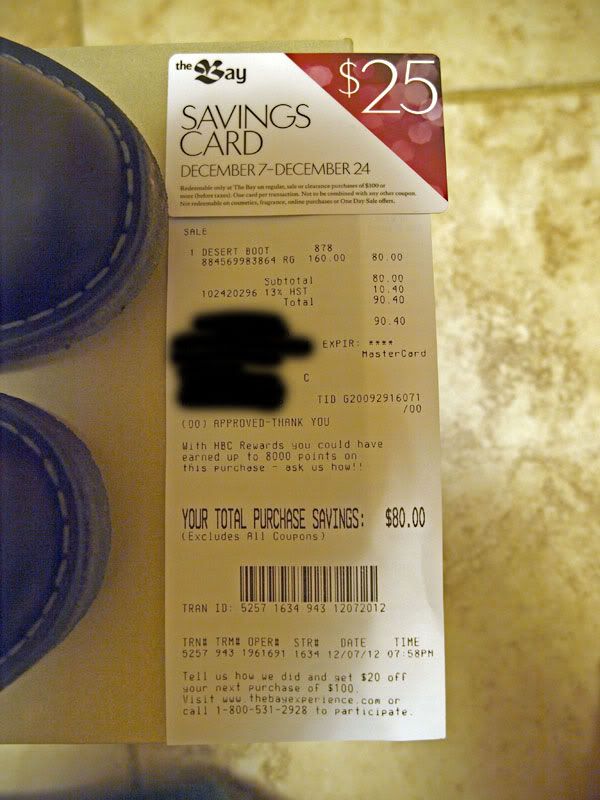 the Bay
$25
SAVINGS
CARD
DECEMBER 7-DECEMBER 24
Redeemable only at The Bay on regular, sale or clearance purchases of $100 or
more (before taxes). One card per transaction. Not to be combined with any other coupon.
Not redeemable on cosmetics, fragrance, online purchases or One Day Sale offers.
SALE
1 DESERT BOOT 878
884569983864 RG 160.00 80.00
Subtotal 80.00
102420296 13% HST 10.40
Total 90.40
90.40
EXPIR: ****
MasterCard
C
TID G20092916071
/00
(00) APPROVED-THANK YOU
With HBC Rewards you could have
earned up to 8000 points on
this purchase - ask us how!!
YOUR TOTAL PURCHASE SAVINGS: $80.00
(Excludes All Coupons)
TRAN ID: 5257 1634 943 12072012
TRN# TRM# OPER# STR# DATE TIME
5257 943 1961691 1634 12/07/12 07:58PM
Tell us how we did and get $20 off
your next purchase of $100.
Visit www.thebayexperience.com or
call 1-800-531-2928 to participate.